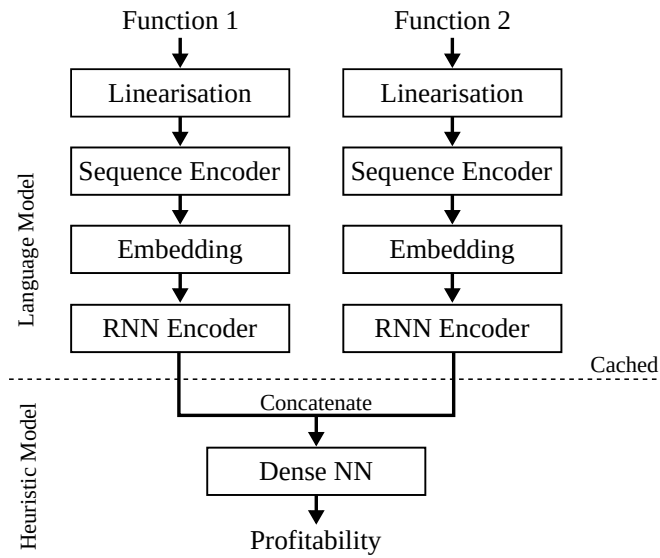 Function 1
Function 2
Linearisation
Linearisation
Sequence Encoder
Sequence Encoder
Embedding
Embedding
RNN Encoder
RNN Encoder
Language Model
Cached
Concatenate
Dense NN
Profitability
Heuristic Model